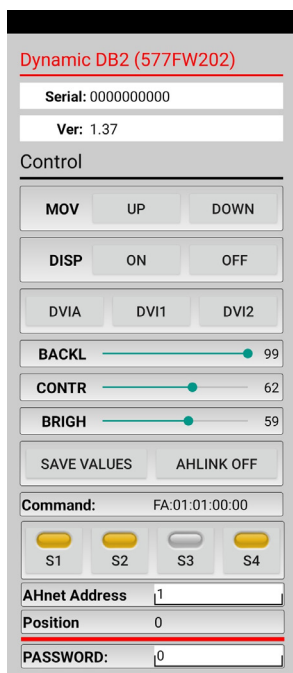 Dynamic DB2 (577FW202)
Serial: 0000000000
Ver: 1.37
Control
MOV UP DOWN
DISP ON OFF
DVIA DVI1 DVI2
BACKL 99
CONTR 62
BRIGH 59
SAVE VALUES AHLINK OFF
Command: FA:01:01:00:00
S1 S2 S3 S4
AHnet Address 1
Position 0
PASSWORD: 0